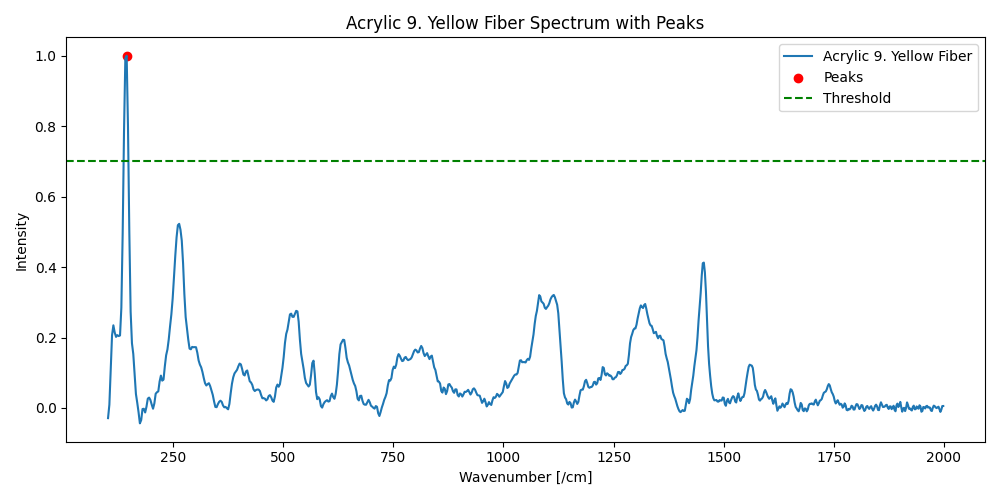 Acrylic 9. Yellow Fiber Spectrum with Peaks
Acrylic 9. Yellow Fiber
Peaks
Threshold
Intensity
1.0
0.8
0.6
0.4
0.2
0.0
250
500
750
1000
1250
1500
1750
2000
Wavenumber [/cm]